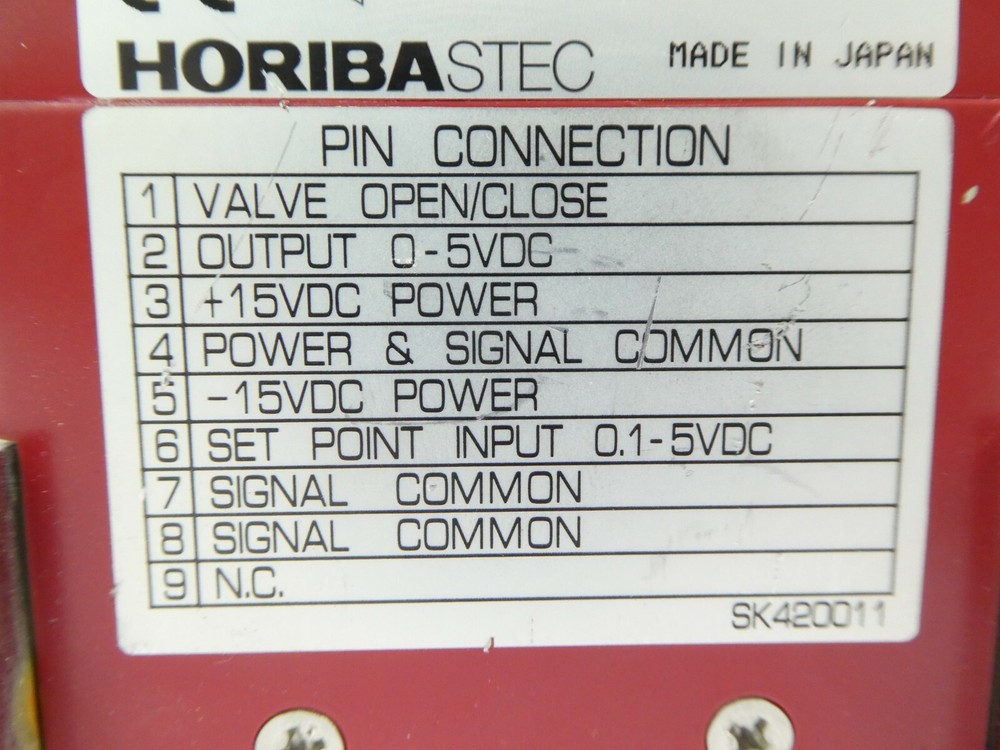 HORIBASTEC MADE IN JAPAN
PIN CONNECTION
1 VALVE OPEN/CLOSE
2 OUTPUT 0-5VDC
3 +15VDC POWER
4 POWER & SIGNAL COMMON
5 -15VDC POWER
6 SET POINT INPUT 0.1-5VDC
7 SIGNAL COMMON
8 SIGNAL COMMON
9 N.C.
SK420011